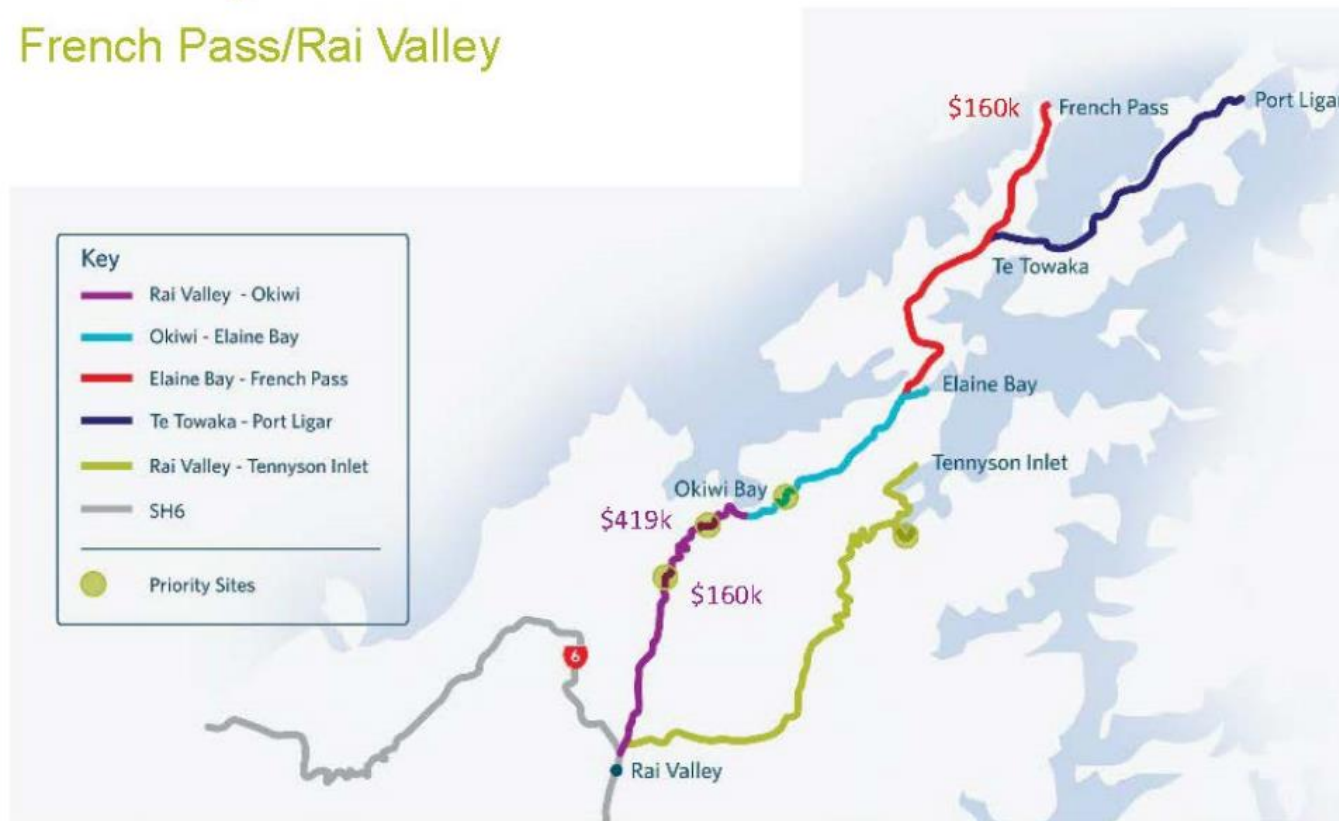 French Pass/Rai Valley
$160k
French Pass
Port Ligar
Key
Rai Valley - Okiwi
Okiwi - Elaine Bay
Elaine Bay - French Pass
Te Towaka - Port Ligar
Rai Valley - Tennyson Inlet
SH6
Priority Sites
Te Towaka
Elaine Bay
Tennyson Inlet
Okiwi Bay
$419k
$160k
6
Rai Valley